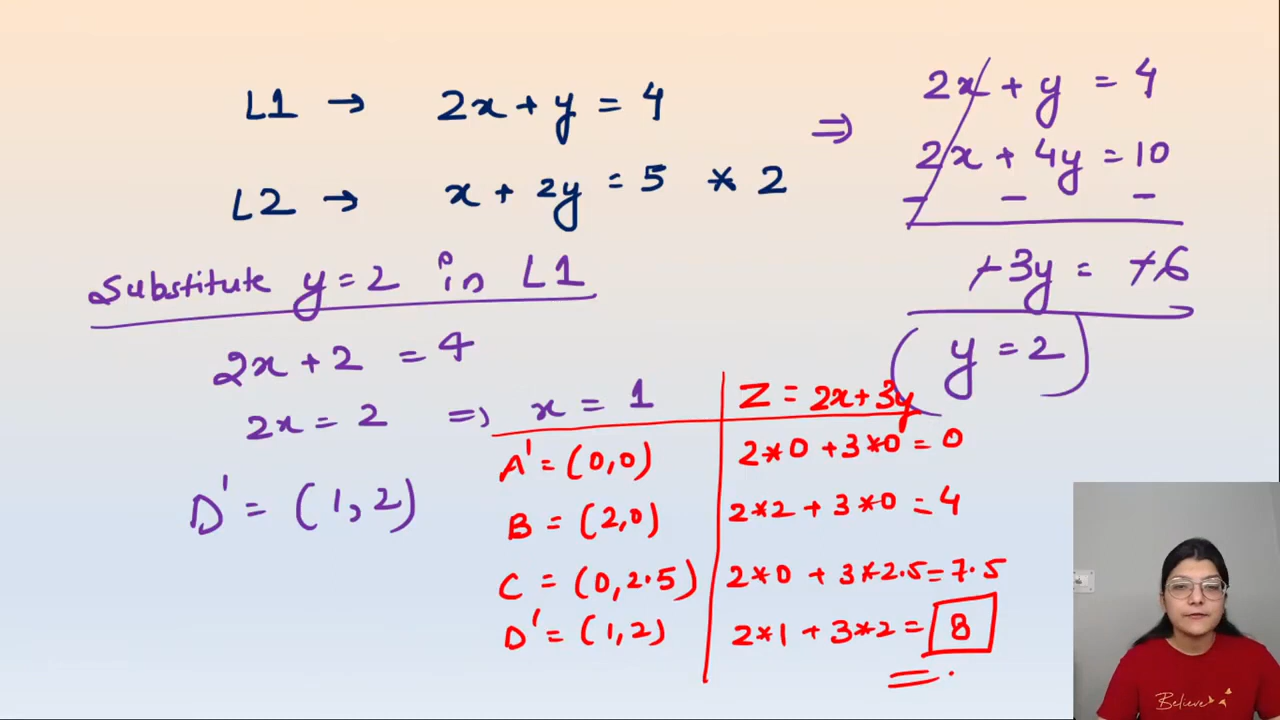 L1 → 2x + y = 4
L2 → x + 2y = 5 * 2
⇒ 2x + y = 4
2x + 4y = 10
- - -
+3y = +6
(y = 2)
Substitute y = 2 in L1
2x + 2 = 4
2x = 2 ⇒ x = 1
D' = (1, 2)
Z = 2x + 3y
A' = (0, 0) 2*0 + 3*0 = 0
B = (2, 0) 2*2 + 3*0 = 4
C = (0, 2.5) 2*0 + 3*2.5 = 7.5
D' = (1, 2) 2*1 + 3*2 = 8
Believe